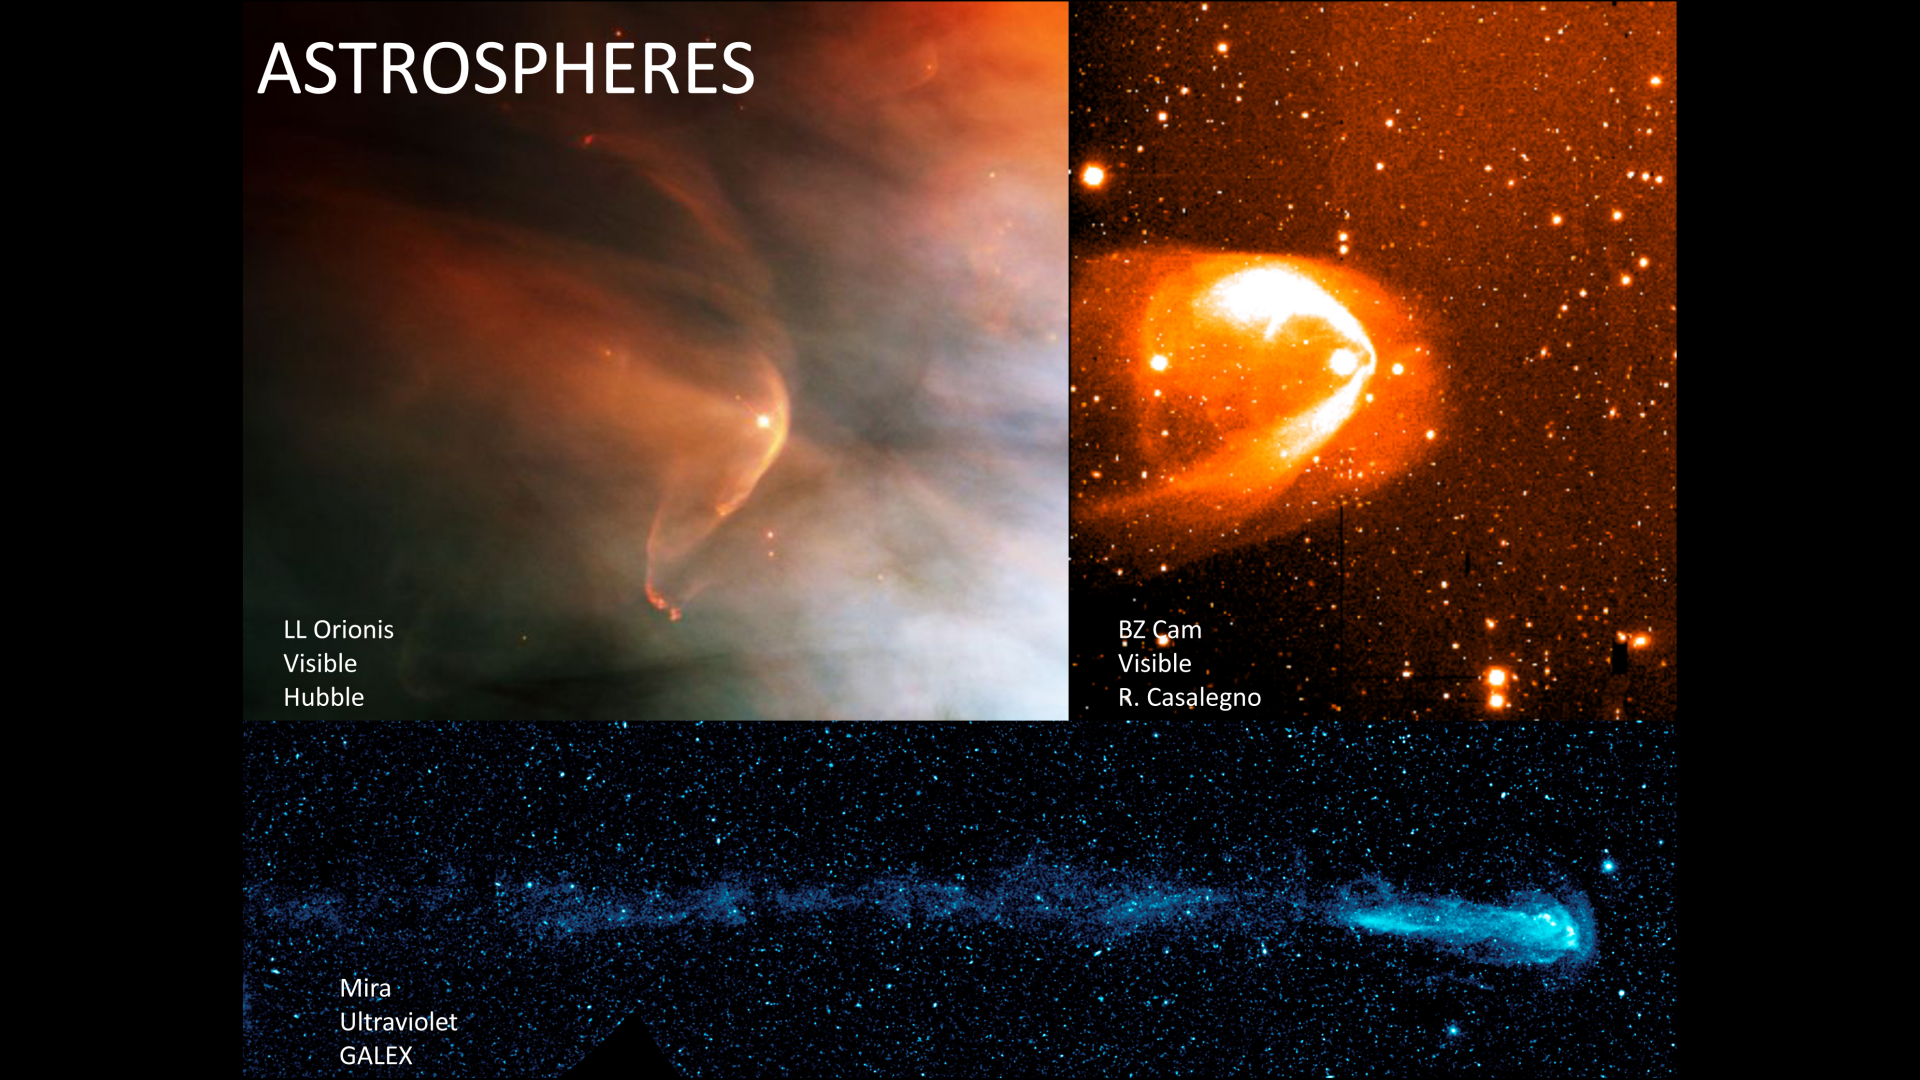 ASTROSPHERES
LL Orionis
Visible
Hubble
BZ Cam
Visible
R. Casalegno
Mira
Ultraviolet
GALEX